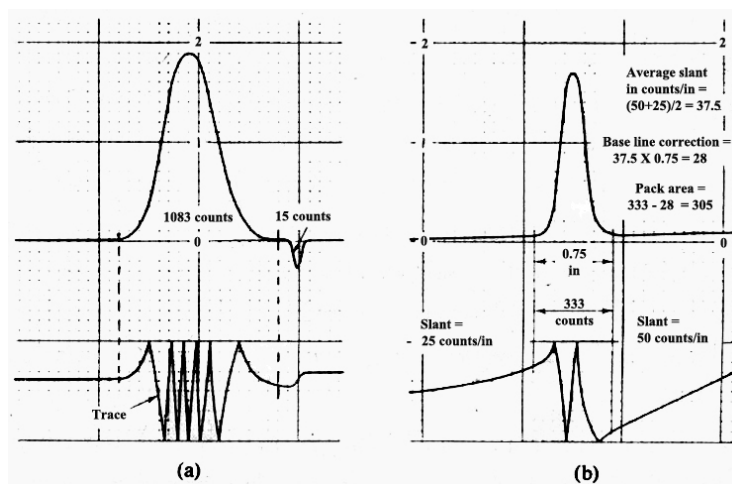 2
1
0
1083 counts
15 counts
Trace
(a)
2
2
1
0
0
Average slant
in counts/in =
(50+25)/2 = 37.5
Base line correction =
37.5 X 0.75 = 28
Pack area =
333 - 28 = 305
0.75
in
333
counts
Slant =
25 counts/in
Slant =
50 counts/in
(b)